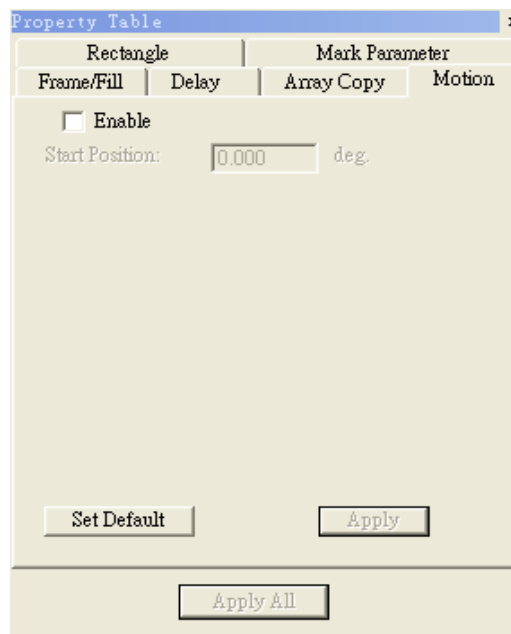 Property Table
Rectangle Mark Parameter
Frame/Fill Delay Array Copy Motion
Enable
Start Position: 0.000 deg.
Set Default Apply
Apply All